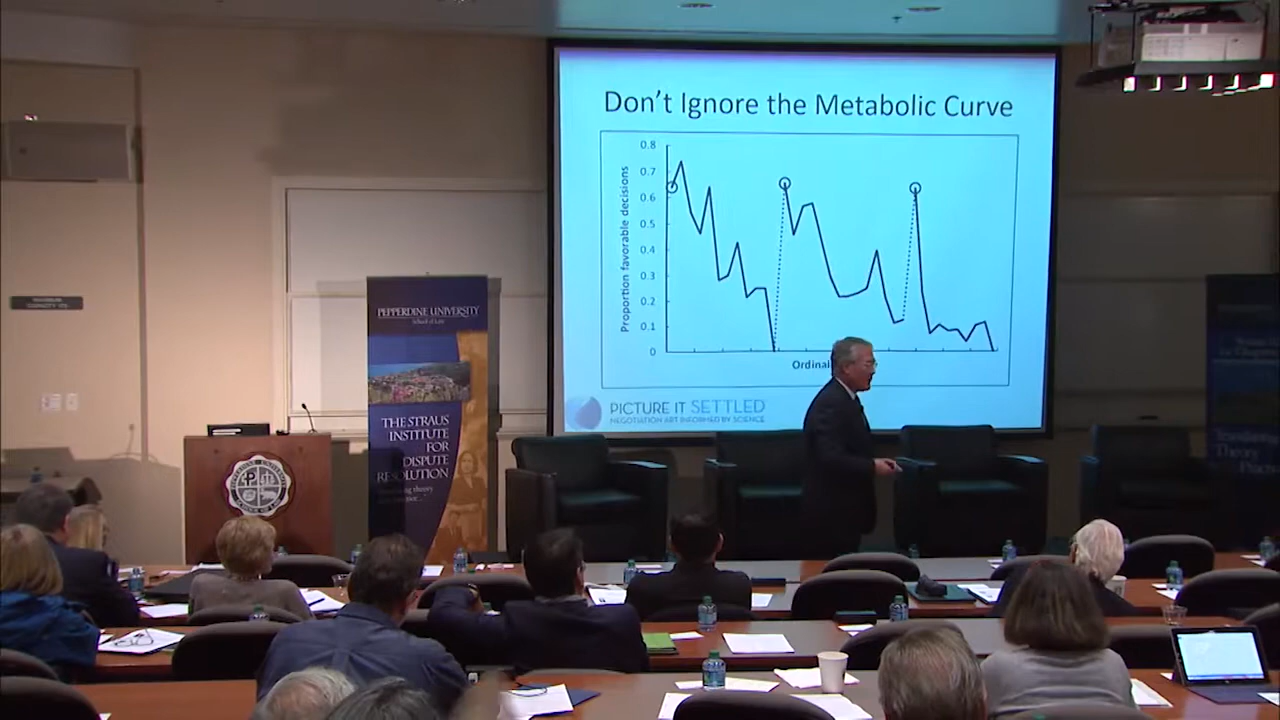 Don't Ignore the Metabolic Curve
Proportion favorable decisions
0.8
0.7
0.6
0.5
0.4
0.3
0.2
0.1
0
PICTURE IT SETTLED
NEGOTIATION ART INFORMED BY SCIENCE
PEPPERDINE UNIVERSITY
School of Law
THE STRAUS
INSTITUTE
FOR
DISPUTE
RESOLUTION